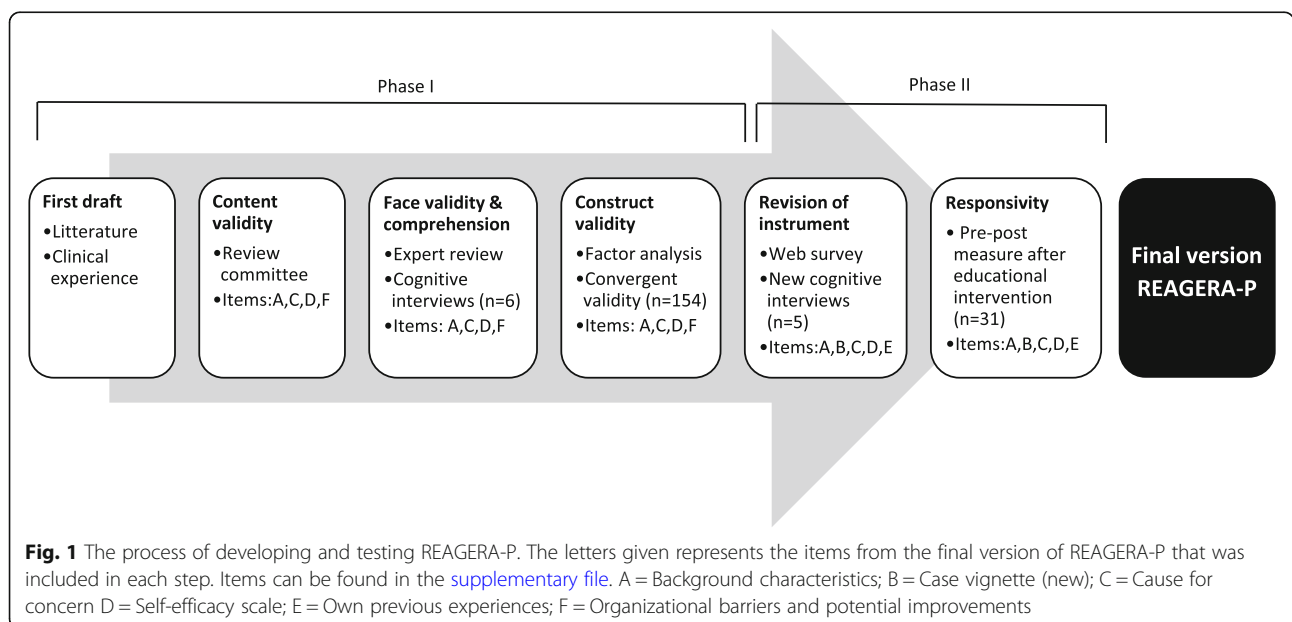 Phase I
Phase II
First draft
•Litterature
•Clinical
experience
Content
validity
•Review
committee
•Items:A,C,D,F
Face validity &
comprehension
•Expert review
•Cognitive
interviews (n=6)
•Items: A,C,D,F
Construct
validity
•Factor analysis
•Convergent
validity (n=154)
•Items: A,C,D,F
Revision of
instrument
•Web survey
•New cognitive
interviews
(n=5)
•Items:A,B,C,D,E
Responsivity
• Pre-post
measure after
educational
intervention
(n=31)
•Items:A,B,C,D,E
Final version
REAGERA-P
Fig. 1 The process of developing and testing REAGERA-P. The letters given represents the items from the final version of REAGERA-P that was
included in each step. Items can be found in the supplementary file. A = Background characteristics; B = Case vignette (new); C = Cause for
concern D = Self-efficacy scale; E = Own previous experiences; F = Organizational barriers and potential improvements